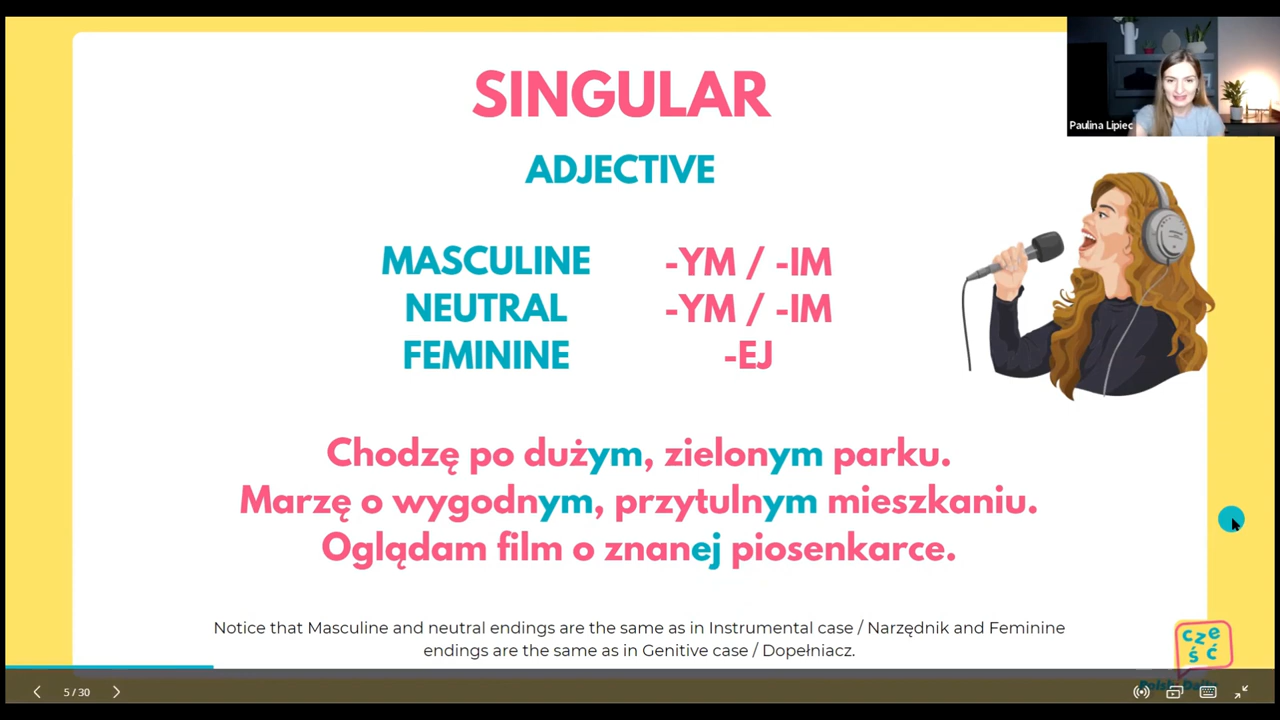 SINGULAR
ADJECTIVE
MASCULINE -YM / -IM
NEUTRAL -YM / -IM
FEMININE -EJ
Chodzę po dużym, zielonym parku.
Marzę o wygodnym, przytulnym mieszkaniu.
Oglądam film o znanej piosenkarce.
Notice that Masculine and neutral endings are the same as in Instrumental case / Narzędnik and Feminine
endings are the same as in Genitive case / Dopełniacz.
Paulina Lipiec
cze
ść
5 / 30